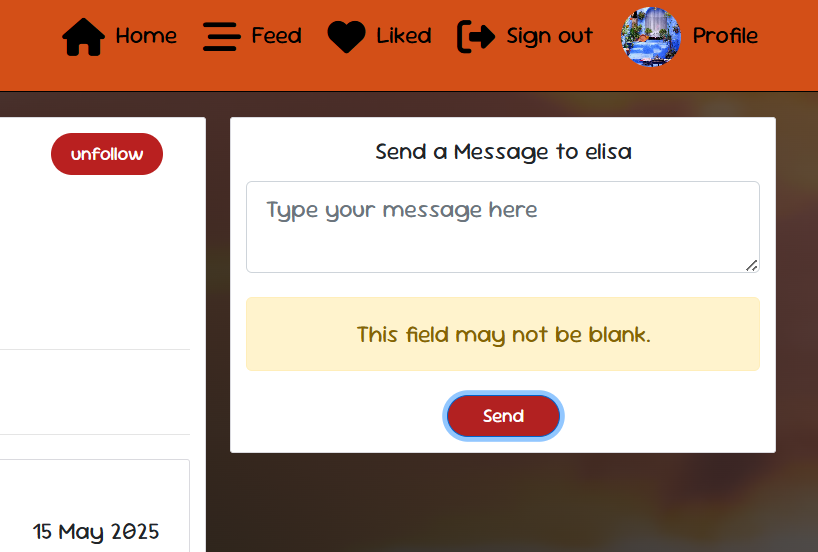 Home Feed Liked Sign out Profile
unfollow
Send a Message to elisa
Type your message here
This field may not be blank.
Send
15 May 2025